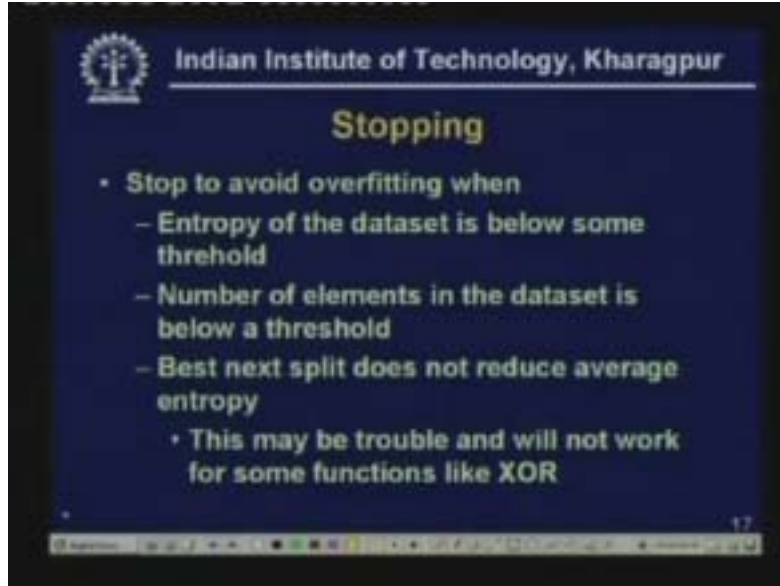 Indian Institute of Technology, Kharagpur
Stopping
• Stop to avoid overfitting when
– Entropy of the dataset is below some
threhold
– Number of elements in the dataset is
below a threshold
– Best next split does not reduce average
entropy
• This may be trouble and will not work
for some functions like XOR
17